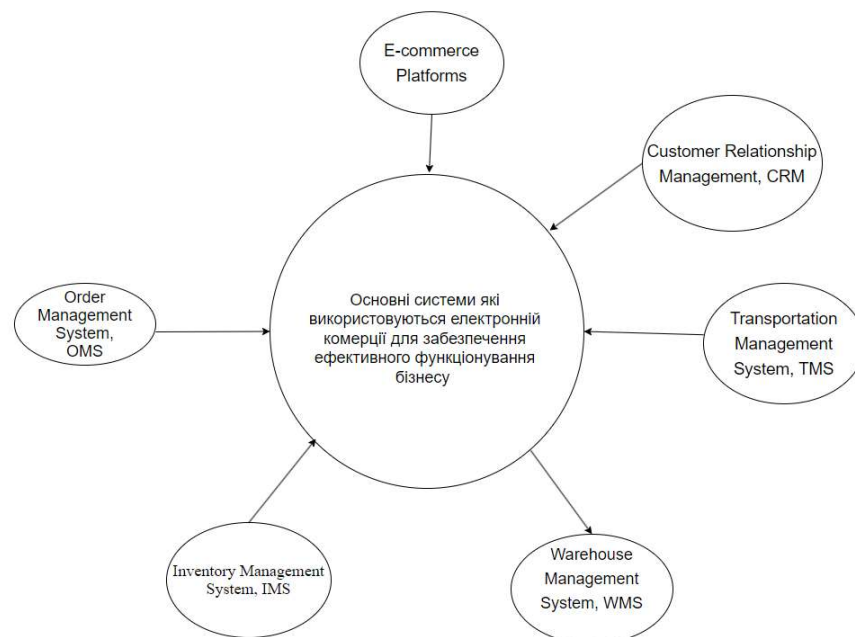 E-commerce
Platforms
Customer Relationship
Management, CRM
Order
Management
System,
OMS
Основні системи які
використовуються електронній
комерції для забезпечення
ефективного функціонування
бізнесу
Transportation
Management
System, TMS
Inventory Management
System, IMS
Warehouse
Management
System, WMS